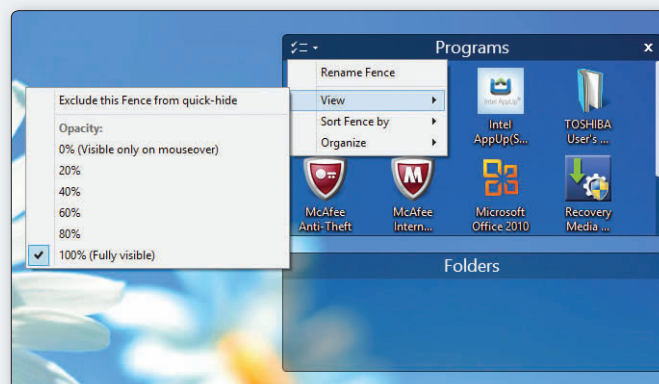 Programs
x
Rename Fence
View
Sort Fence by
Organize
Exclude this Fence from quick-hide
Opacity:
0% (Visible only on mouseover)
20%
40%
60%
80%
100% (Fully visible)
Intel AppUp
Intel
AppUp(S...
TOSHIBA
User's ...
McAfee
Anti-Theft
McAfee
Intern...
Microsoft
Office 2010
Recovery
Media ...
Folders